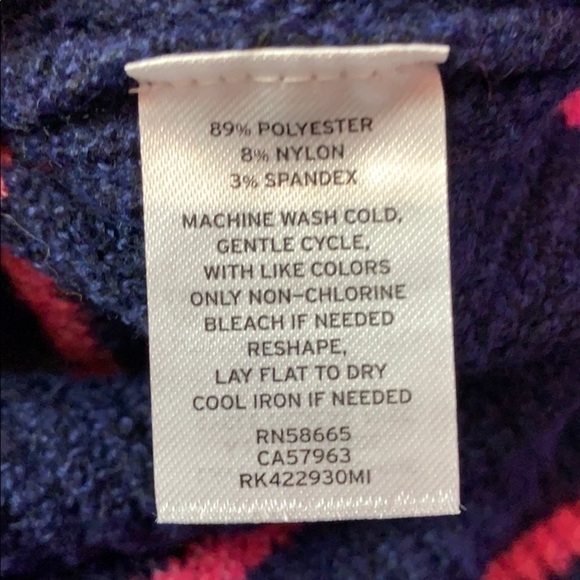 89% POLYESTER
8% NYLON
3% SPANDEX
MACHINE WASH COLD,
GENTLE CYCLE,
WITH LIKE COLORS
ONLY NON-CHLORINE
BLEACH IF NEEDED
RESHAPE,
LAY FLAT TO DRY
COOL IRON IF NEEDED
RN58665
CA57963
RK422930MI